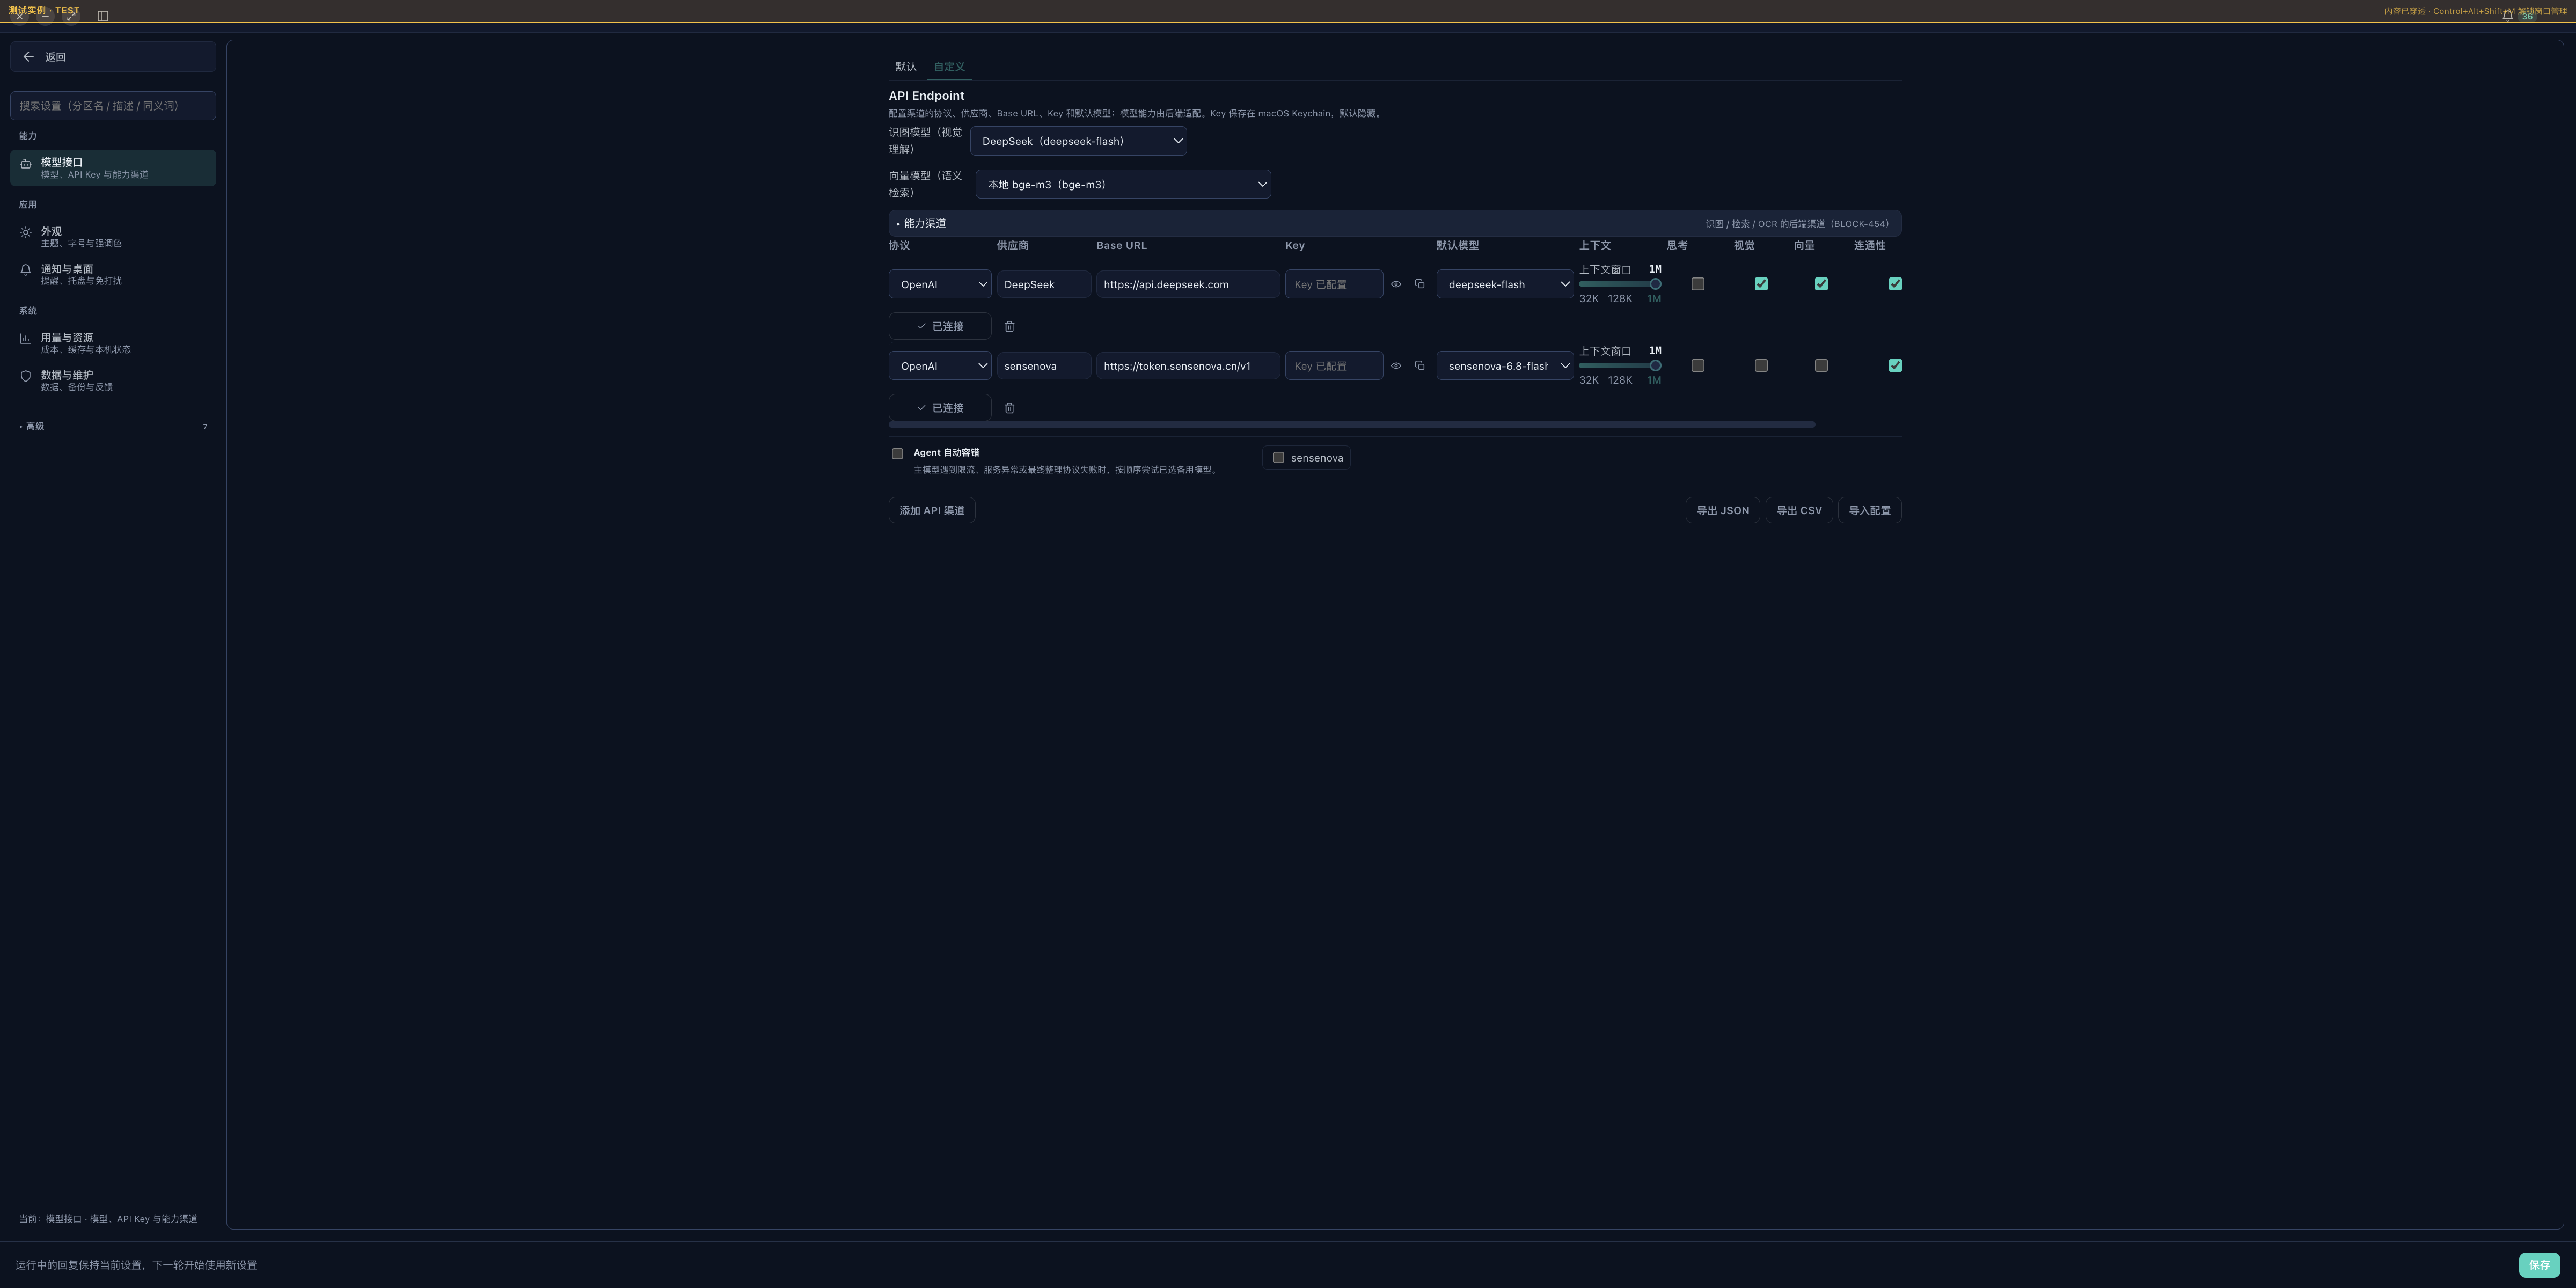 测试实例 · TEST
内容已穿透 · Control+Alt+Shift+M 解锁窗口管理
36
返回
搜索设置（分区名 / 描述 / 同义词）
能力
模型接口
模型、API Key 与能力渠道
应用
外观
主题、字号与强调色
通知与桌面
提醒、托盘与免打扰
系统
用量与资源
成本、缓存与本机状态
数据与维护
数据、备份与反馈
高级 7
当前：模型接口 · 模型、API Key 与能力渠道
默认 自定义
API Endpoint
配置渠道的协议、供应商、Base URL、Key 和默认模型；模型能力由后端适配。Key 保存在 macOS Keychain，默认隐藏。
识图模型（视觉
理解）
DeepSeek（deepseek-flash）
向量模型（语义
检索）
本地 bge-m3（bge-m3）
能力渠道 识图 / 检索 / OCR 的后端渠道（BLOCK-454）
协议 供应商 Base URL Key 默认模型 上下文 思考 视觉 向量 连通性
上下文窗口 1M
OpenAI DeepSeek https://api.deepseek.com Key 已配置 deepseek-flash
32K 128K 1M
已连接
上下文窗口 1M
OpenAI sensenova https://token.sensenova.cn/v1 Key 已配置 sensenova-6.8-flash
32K 128K 1M
已连接
Agent 自动容错
主模型遇到限流、服务异常或最终整理协议失败时，按顺序尝试已选备用模型。
sensenova
添加 API 渠道 导出 JSON 导出 CSV 导入配置
运行中的回复保持当前设置，下一轮开始使用新设置
保存